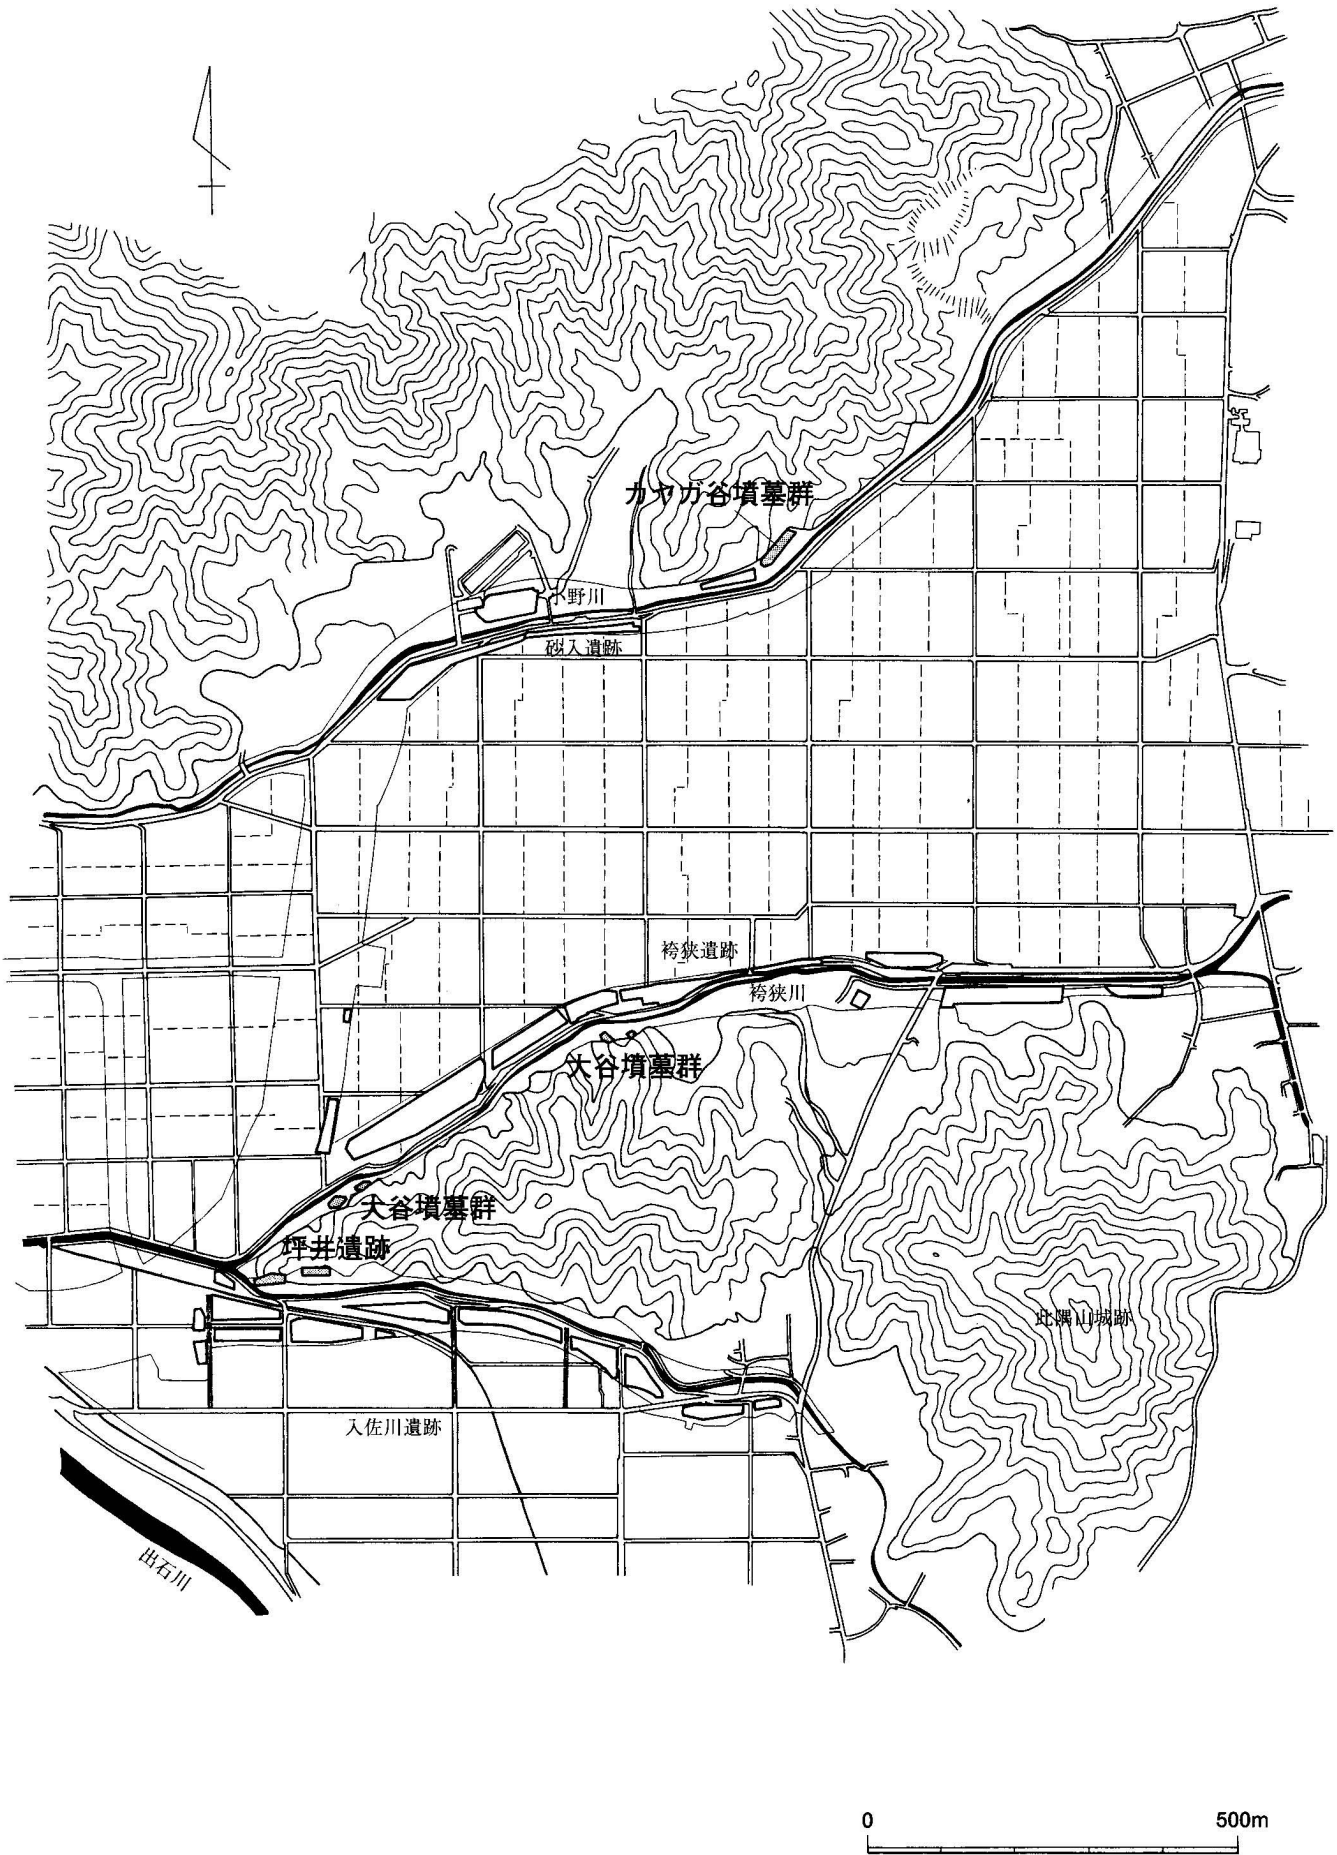 カヤガ谷墳墓群
小野川
砂入遺跡
袴狭遺跡
袴狭川
大谷墳墓群
大谷墳墓群
坪井遺跡
此隅山城跡
入佐川遺跡
出石川
0 500m